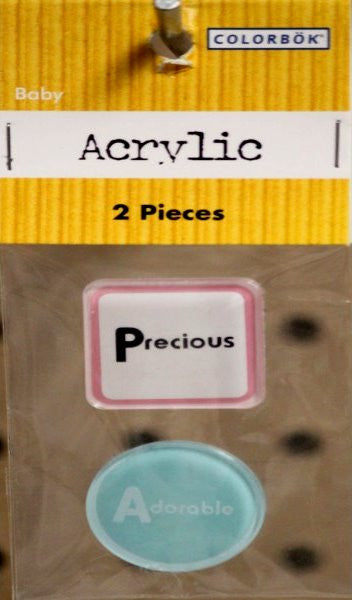 COLORBÖK
Baby
Acrylic
2 Pieces
Precious
Adorable